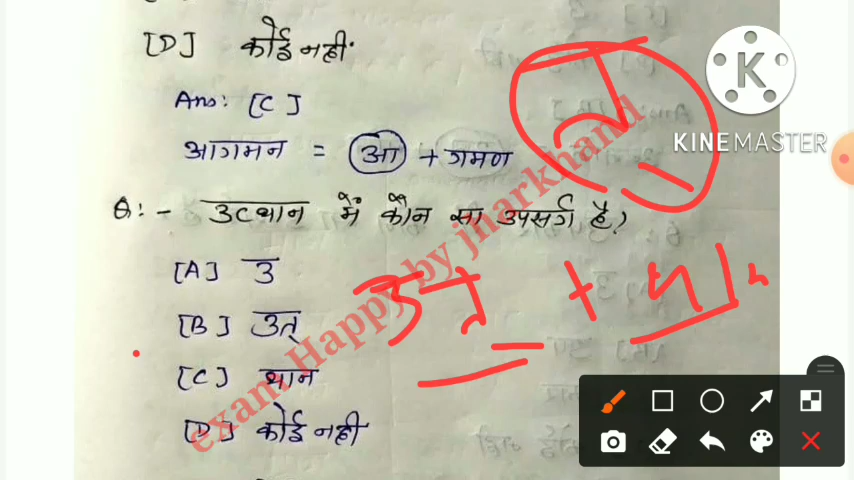 [D] कोई नहीं
Ans: [C]
आगमन = आ + गमण
Q:- उत्थान में कौन सा उपसर्ग है?
[A] उ
[B] उत्
[C] थान
[D] कोई नहीं
exam Happy by jharkhand
K
KINEMASTER
उत् +